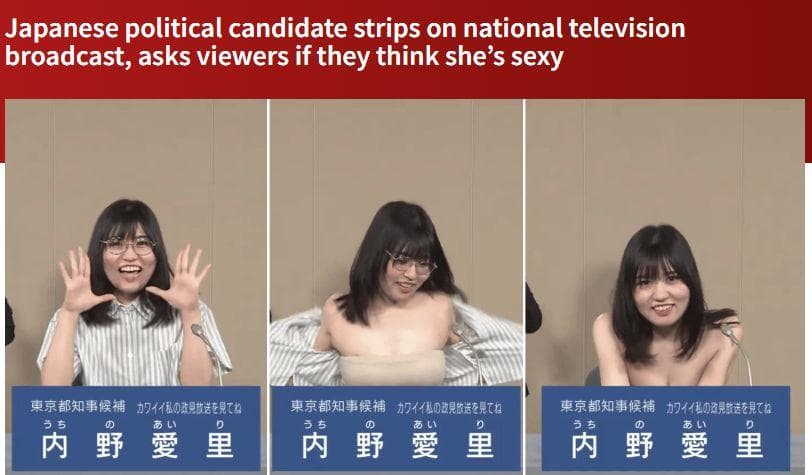 Japanese political candidate strips on national television
broadcast, asks viewers if they think she’s sexy
東京都知事候補 カワイイ私の政見放送を見てね
うち の あい り
内 野 愛 里
東京都知事候補 カワイイ私の政見放送を見てね
うち の あい り
内 野 愛 里
東京都知事候補 カワイイ私の政見放送を見てね
うち の あい り
内 野 愛 里